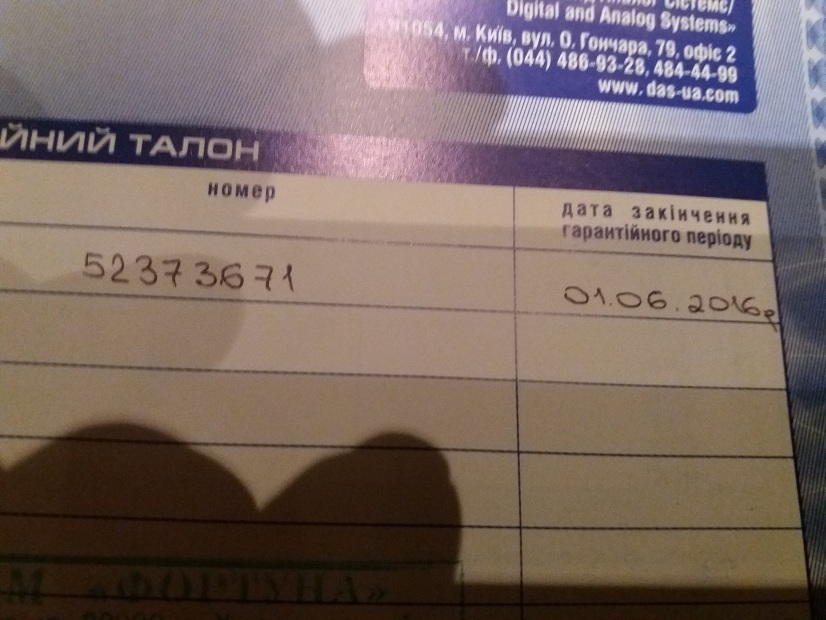 Digital and Analog Systems»
м. Київ, вул. О. Гончара, 79, офіс 2
т./ф. (044) 486-93-28, 484-44-99
www.das-ua.com
ЙНИЙ ТАЛОН
номер
дата закінчення
гарантійного періоду
52373671
01.06.2016р
М «ФОРТУНА»